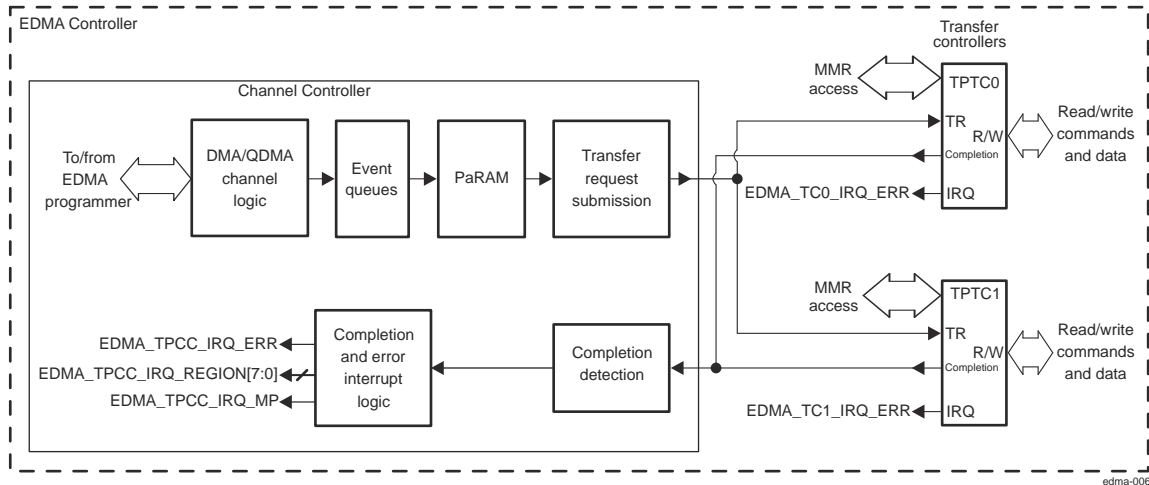 EDMA Controller
Transfer
controllers
MMR
access
TPTC0
Channel Controller
TR
R/W
Completion
IRQ
Read/write
commands
and data
To/from
EDMA
programmer
DMA/QDMA
channel
logic
Event
queues
PaRAM
Transfer
request
submission
EDMA_TC0_IRQ_ERR
MMR
access
TPTC1
TR
R/W
Completion
IRQ
Read/write
commands
and data
EDMA_TPCC_IRQ_ERR
EDMA_TPCC_IRQ_REGION[7:0]
EDMA_TPCC_IRQ_MP
Completion
and error
interrupt
logic
Completion
detection
EDMA_TC1_IRQ_ERR
edma-006